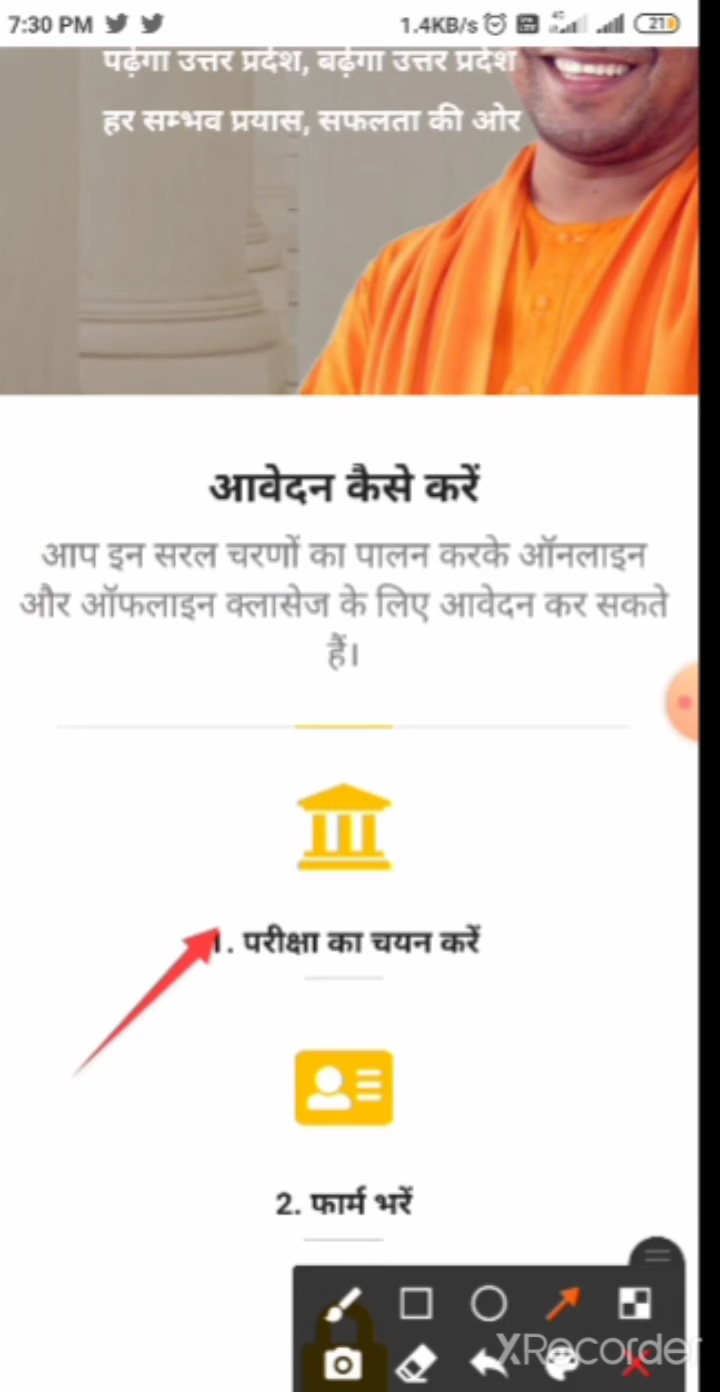 7:30 PM
1.4KB/s
4G
21
पढ़ेगा उत्तर प्रदेश, बढ़ेगा उत्तर प्रदेश
हर सम्भव प्रयास, सफलता की ओर
आवेदन कैसे करें
आप इन सरल चरणों का पालन करके ऑनलाइन
और ऑफलाइन क्लासेज के लिए आवेदन कर सकते
हैं।
1. परीक्षा का चयन करें
2. फार्म भरें
XRecorder